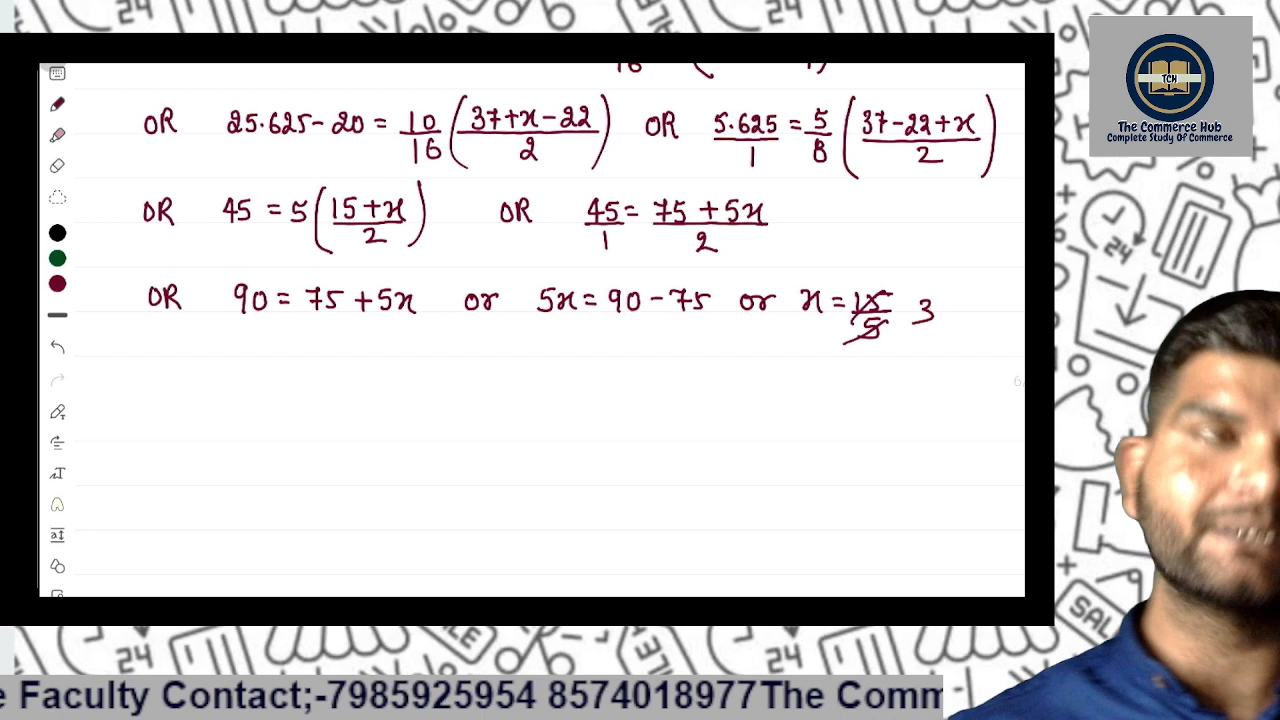 OR 25.625-20 = 10/16 (37+x-22/2) OR 5.625/1 = 5/8 (37-22+x/2)
OR 45 = 5(15+x/2) OR 45/1 = 75+5x/2
OR 90 = 75+5x or 5x = 90-75 or x = 15/5 3
TCH
The Commerce Hub
Complete Study Of Commerce
e Faculty Contact;-7985925954 8574018977The Comm